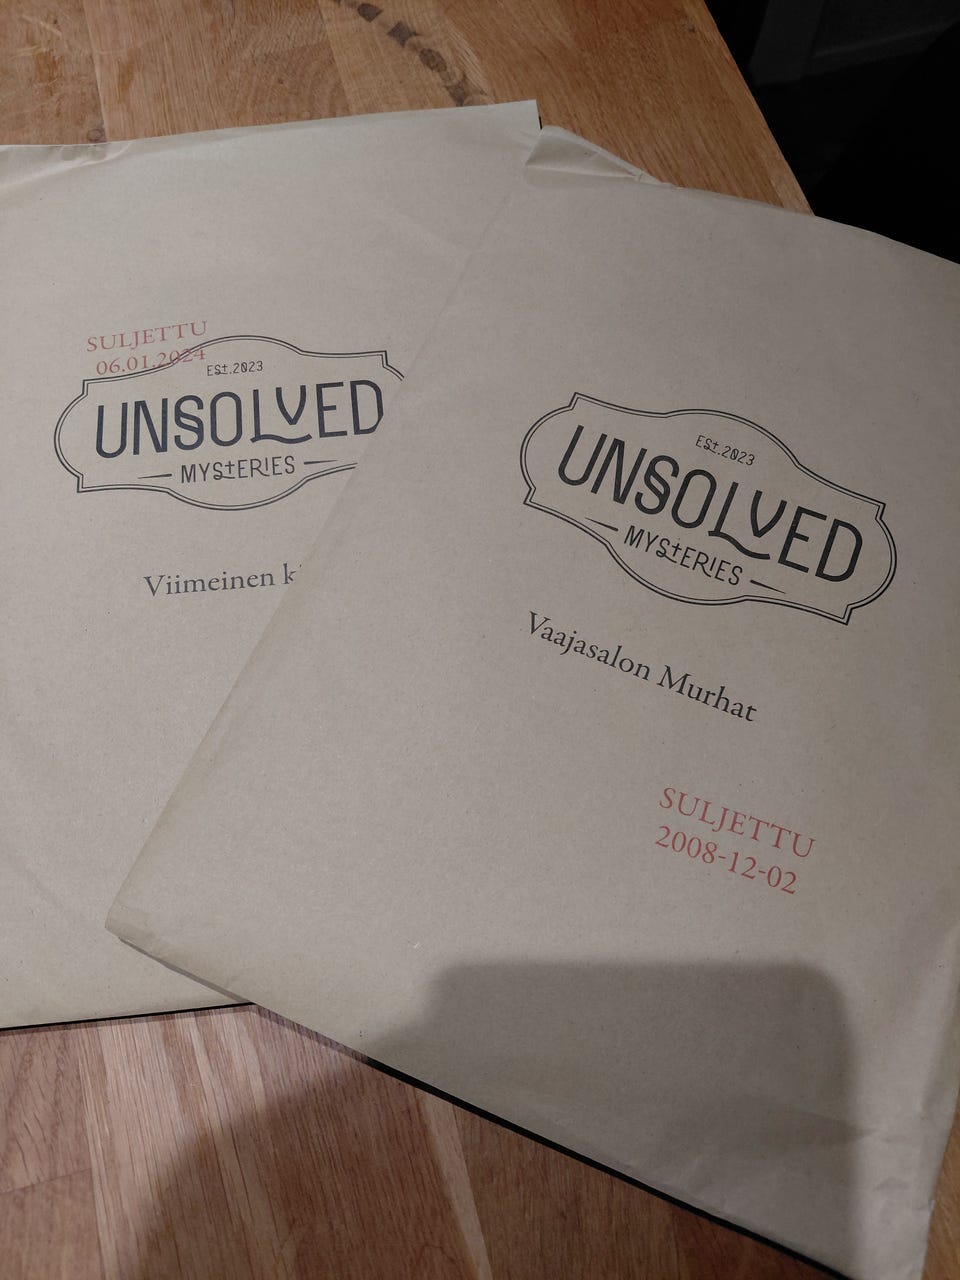 SULJETTU
06.01.2024
ESt.2023
UNSOLVED
MYStERIES
Viimeinen
ESt.2023
UNSOLVED
MYStERIES
Vaajasalon Murhat
SULJETTU
2008-12-02